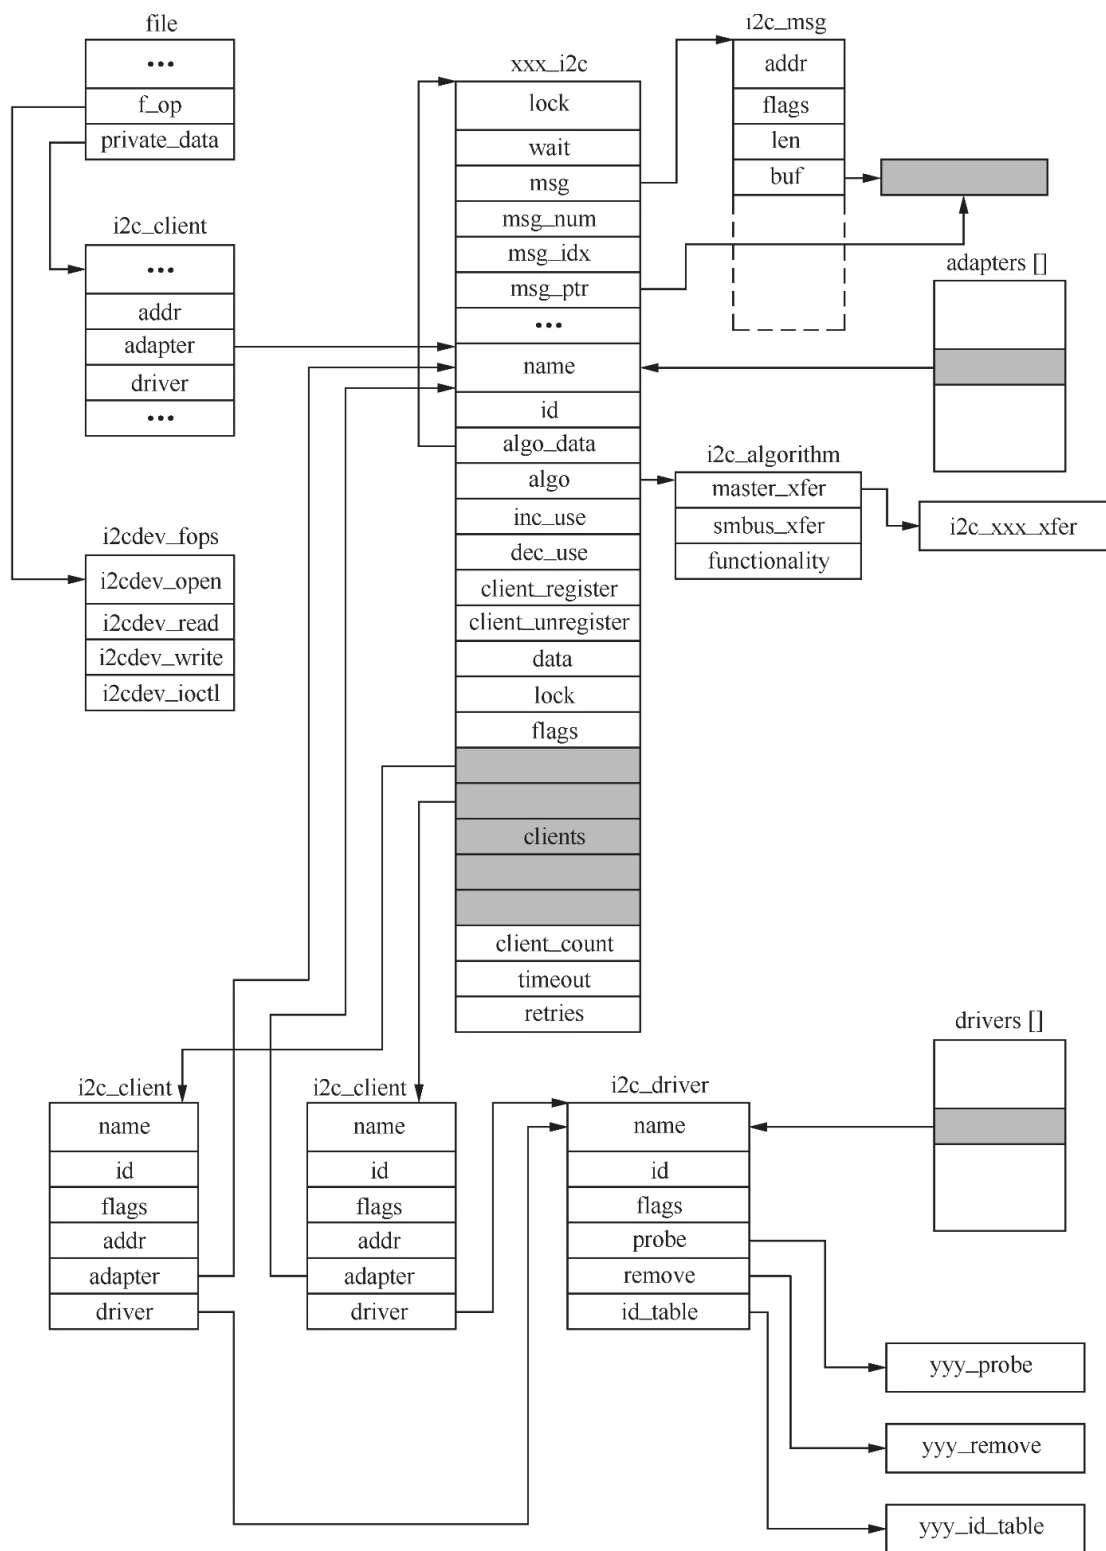 file
•••
f_op
private_data
i2c_client
•••
addr
adapter
driver
•••
i2cdev_fops
i2cdev_open
i2cdev_read
i2cdev_write
i2cdev_ioctl
xxx_i2c
lock
wait
msg
msg_num
msg_idx
msg_ptr
•••
name
id
algo_data
algo
inc_use
dec_use
client_register
client_unregister
data
lock
flags
clients
client_count
timeout
retries
i2c_msg
addr
flags
len
buf
adapters []
i2c_algorithm
master_xfer
smbus_xfer
functionality
i2c_xxx_xfer
i2c_client
name
id
flags
addr
adapter
driver
i2c_client
name
id
flags
addr
adapter
driver
i2c_driver
name
id
flags
probe
remove
id_table
drivers []
yyy_probe
yyy_remove
yyy_id_table